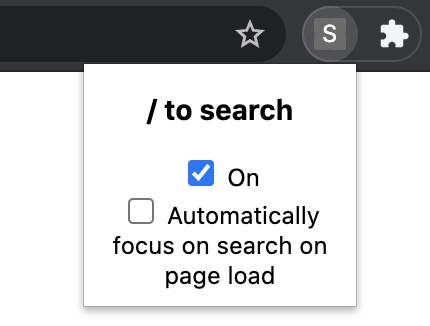 S
/ to search
On
Automatically
focus on search on
page load